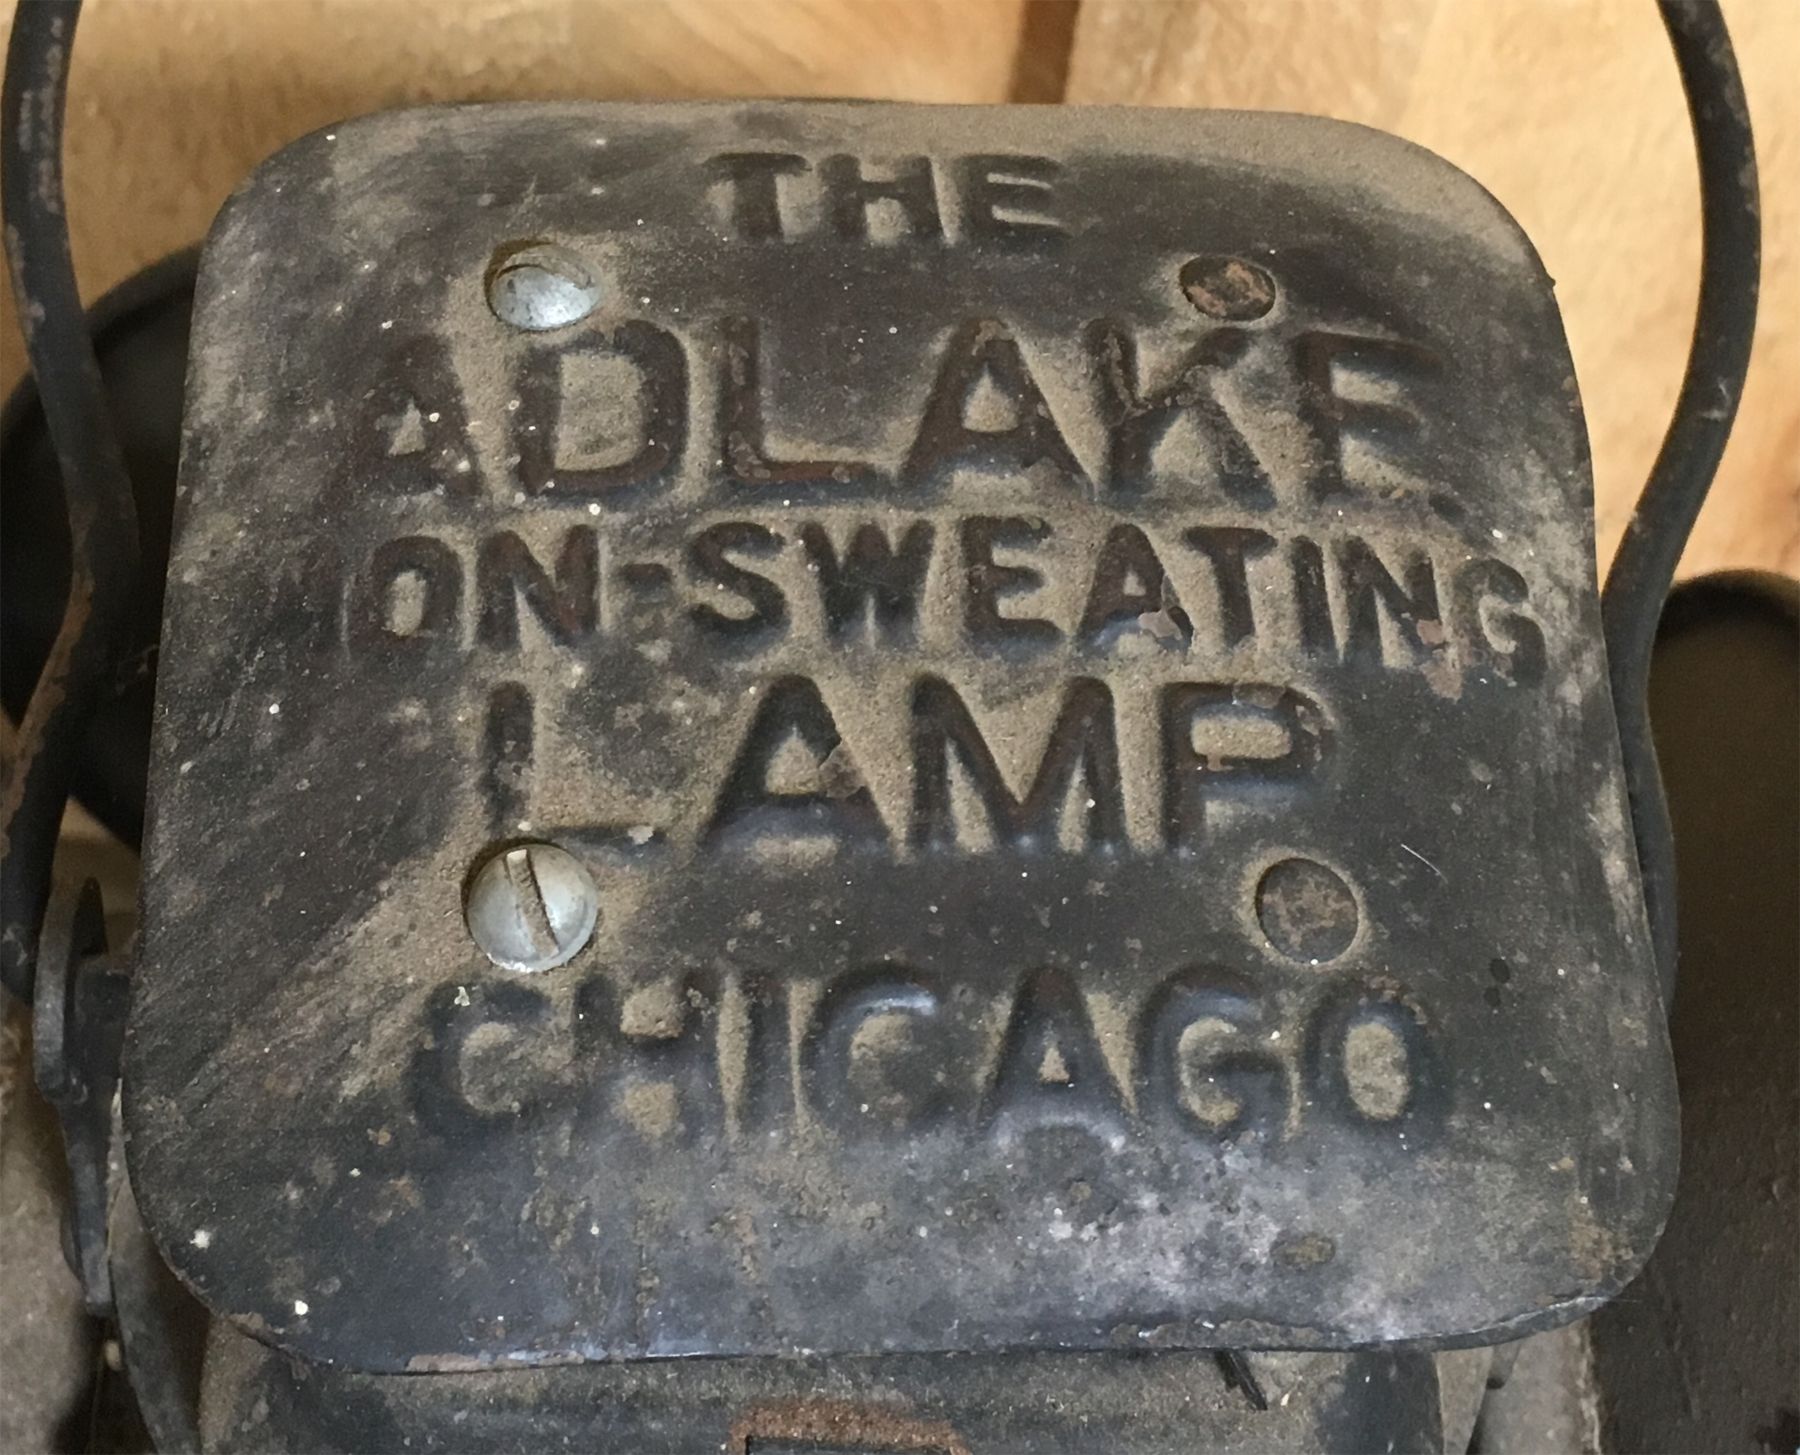 THE
ADLAKE
ON-SWEATING
LAMP
CHICAGO